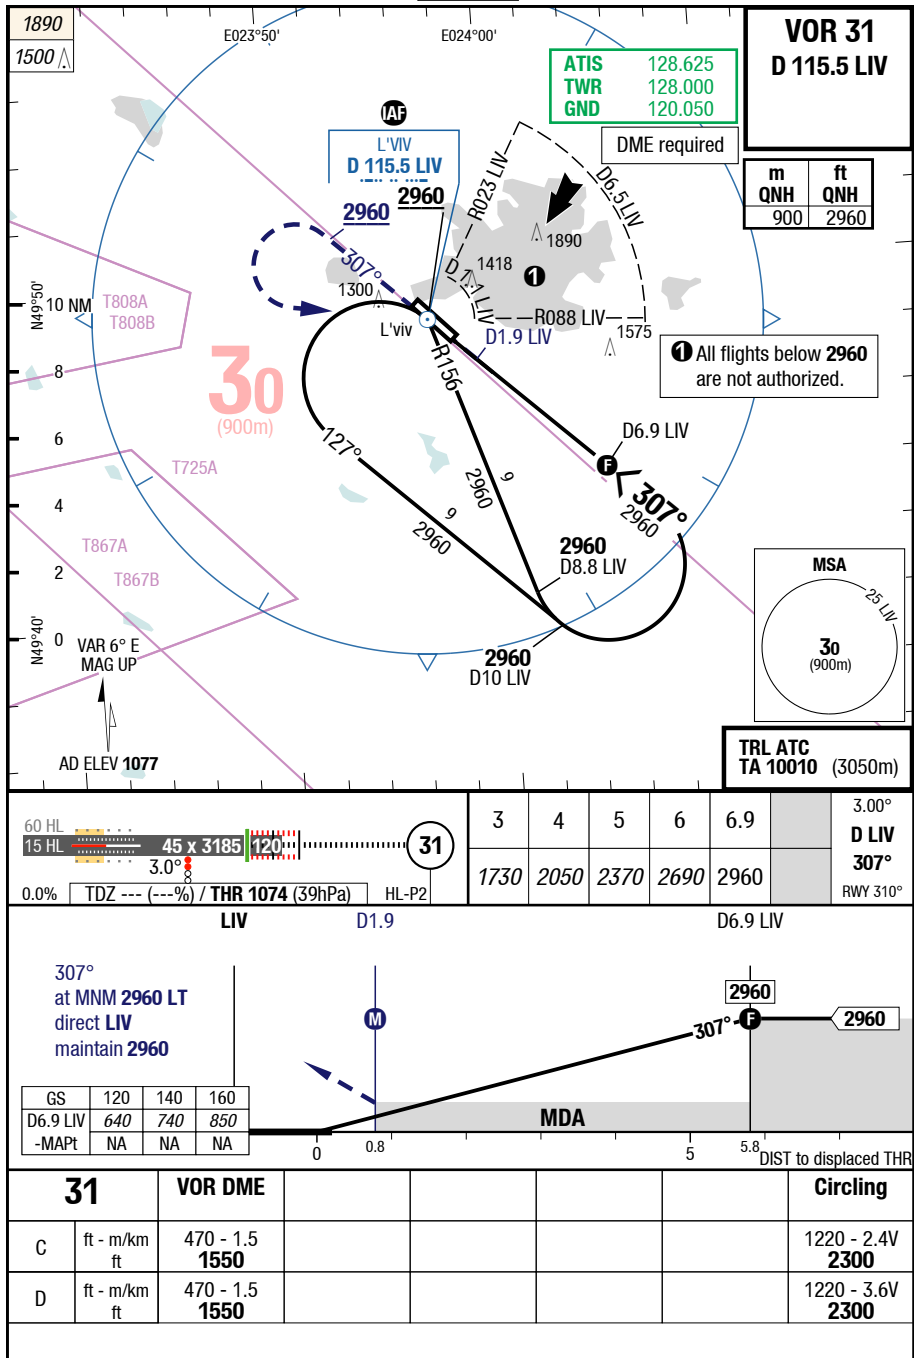 1890
1500
E023°50'
E024°00'
VOR 31
D 115.5 LIV
ATIS 128.625
TWR 128.000
GND 120.050
DME required
m ft
QNH QNH
900 2960
IAF
L'VIV
D 115.5 LIV
2960
2960
R023 LIV
D6.5 LIV
1890
1418
1
D 1.1 LIV
R088 LIV
1575
307°
1300
L'viv
D1.9 LIV
1 All flights below 2960
are not authorized.
N49°50'
10 NM
8
6
4
2
0
N49°40'
T808A
T808B
30
(900m)
T725A
T867A
T867B
R156
127°
9
2960
9
2960
D6.9 LIV
307°
2960
2960
D8.8 LIV
2960
D10 LIV
MSA
25 LIV
30
(900m)
VAR 6° E
MAG UP
AD ELEV 1077
TRL ATC
TA 10010 (3050m)
60 HL
15 HL
45 x 3185
120
31
3.0°
0.0%
TDZ --- (---%) / THR 1074 (39hPa)
HL-P2
3 4 5 6 6.9
1730 2050 2370 2690 2960
3.00°
D LIV
307°
RWY 310°
LIV
D1.9
D6.9 LIV
307°
at MNM 2960 LT
direct LIV
maintain 2960
M
2960
F
307°
2960
MDA
GS 120 140 160
D6.9 LIV 640 740 850
-MAPt NA NA NA
0
0.8
5
5.8
DIST to displaced THR
31 VOR DME Circling
C ft - m/km 470 - 1.5 1220 - 2.4V
ft 1550 2300
D ft - m/km 470 - 1.5 1220 - 3.6V
ft 1550 2300